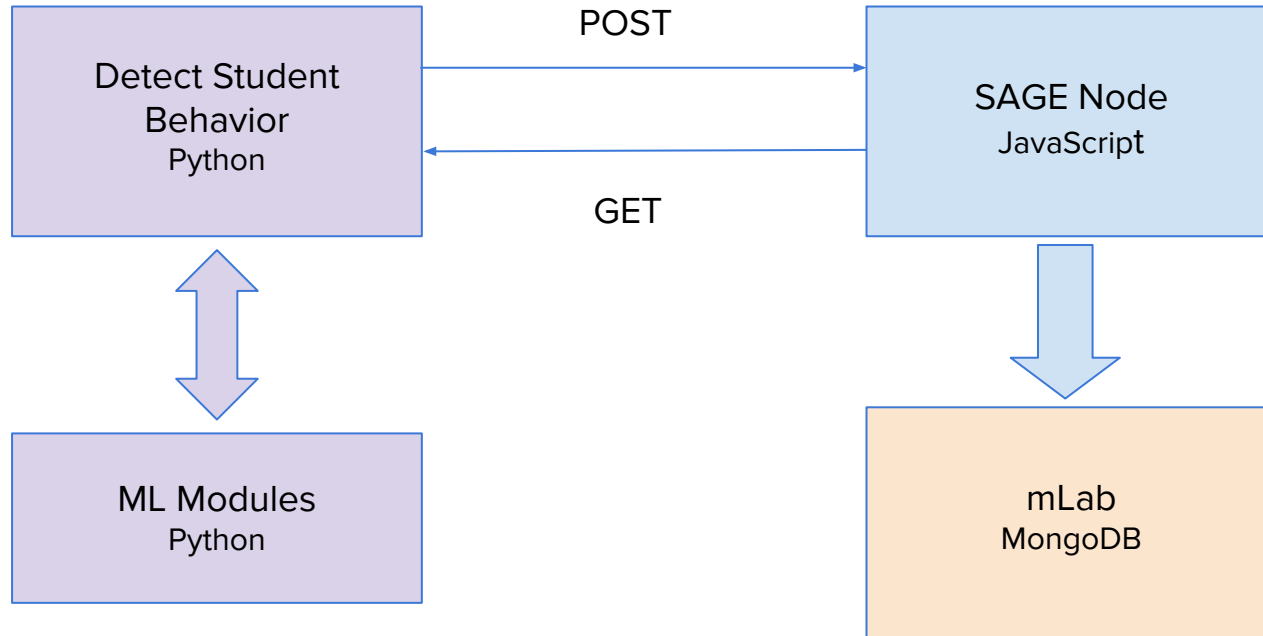 POST
Detect Student
Behavior
Python
SAGE Node
JavaScript
GET
ML Modules
Python
mLab
MongoDB